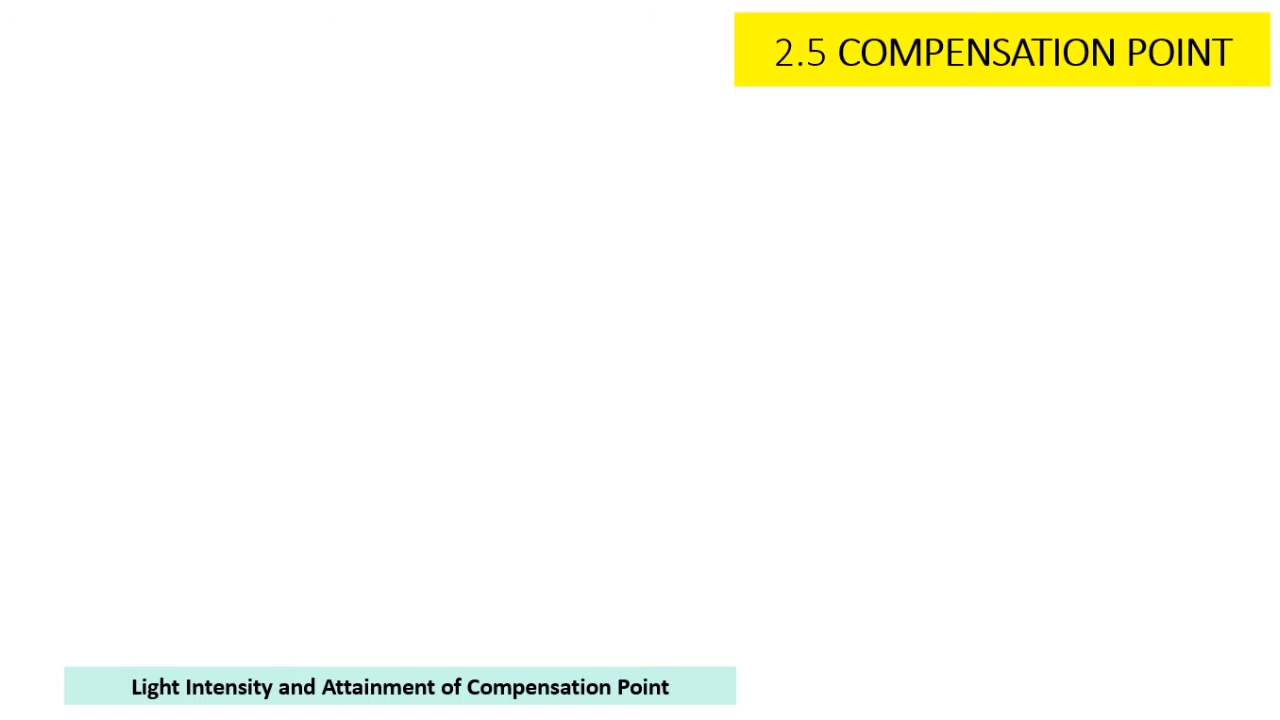 2.5 COMPENSATION POINT
Light Intensity and Attainment of Compensation Point